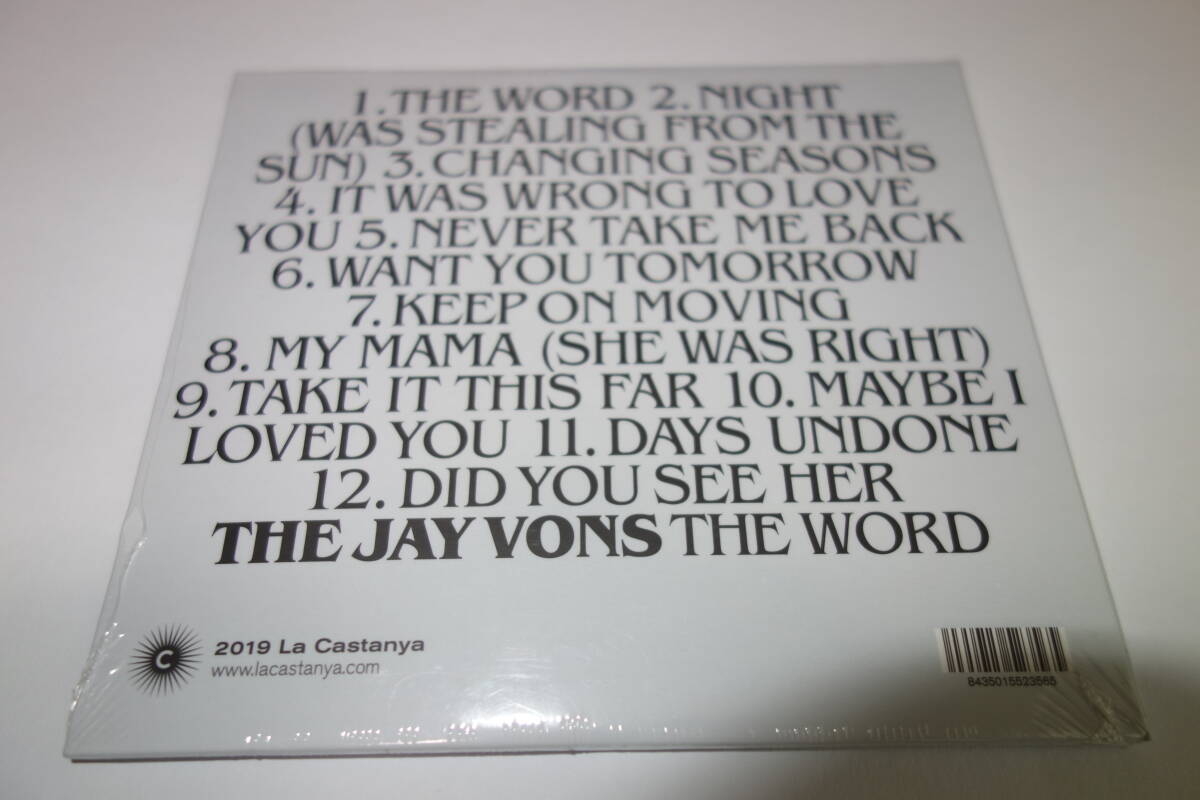 1. THE WORD 2. NIGHT
(WAS STEALING FROM THE
SUN) 3. CHANGING SEASONS
4. IT WAS WRONG TO LOVE
YOU 5. NEVER TAKE ME BACK
6. WANT YOU TOMORROW
7. KEEP ON MOVING
8. MY MAMA (SHE WAS RIGHT)
9. TAKE IT THIS FAR 10. MAYBE I
LOVED YOU 11. DAYS UNDONE
12. DID YOU SEE HER
THE JAY VONS THE WORD
C
2019 La Castanya
www.lacastanya.com
8435015523565